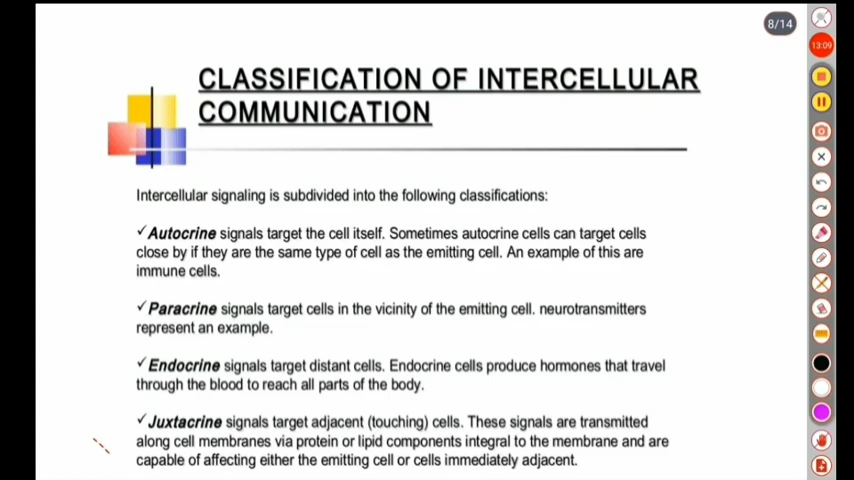 8/14
13:09
CLASSIFICATION OF INTERCELLULAR
COMMUNICATION
Intercellular signaling is subdivided into the following classifications:
✓Autocrine signals target the cell itself. Sometimes autocrine cells can target cells
close by if they are the same type of cell as the emitting cell. An example of this are
immune cells.
✓Paracrine signals target cells in the vicinity of the emitting cell. neurotransmitters
represent an example.
✓Endocrine signals target distant cells. Endocrine cells produce hormones that travel
through the blood to reach all parts of the body.
✓Juxtacrine signals target adjacent (touching) cells. These signals are transmitted
along cell membranes via protein or lipid components integral to the membrane and are
capable of affecting either the emitting cell or cells immediately adjacent.